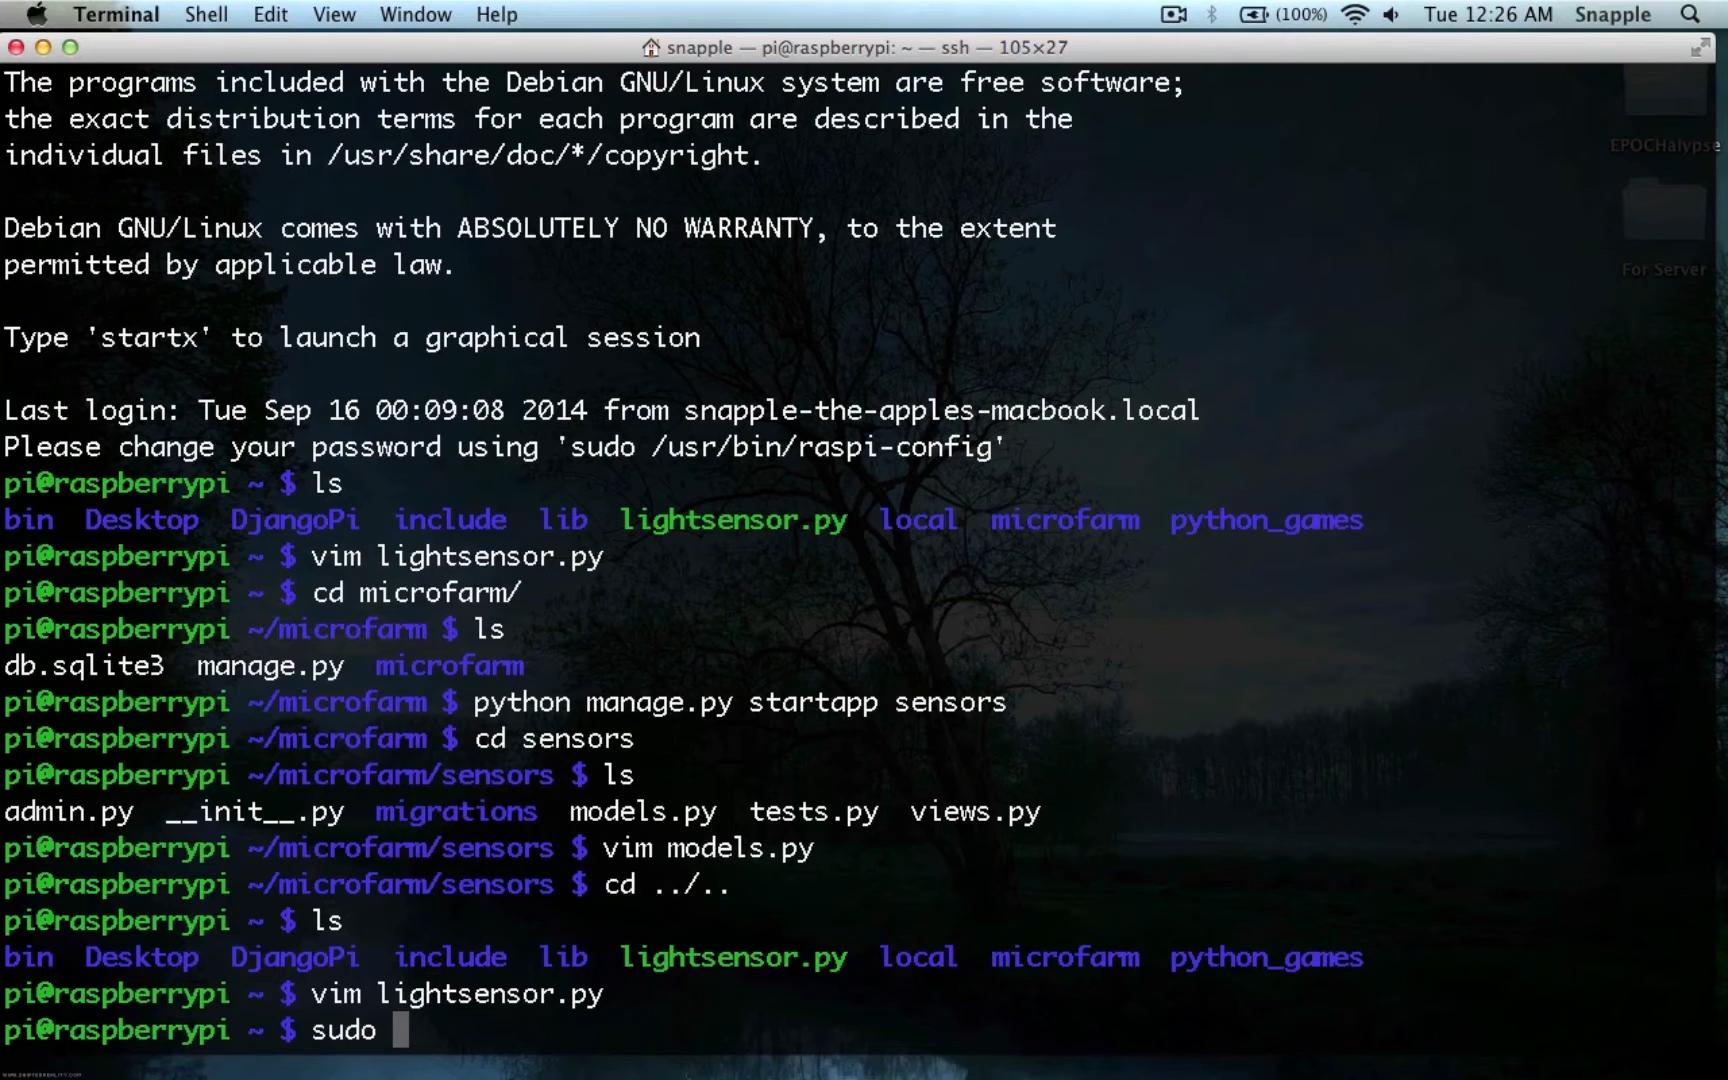 Terminal Shell Edit View Window Help (100%) Tue 12:26 AM Snapple
snapple — pi@raspberrypi: ~ — ssh — 105×27
The programs included with the Debian GNU/Linux system are free software;
the exact distribution terms for each program are described in the
individual files in /usr/share/doc/*/copyright.
EPOCHalypse
Debian GNU/Linux comes with ABSOLUTELY NO WARRANTY, to the extent
permitted by applicable law.
For Server
Type 'startx' to launch a graphical session
Last login: Tue Sep 16 00:09:08 2014 from snapple-the-apples-macbook.local
Please change your password using 'sudo /usr/bin/raspi-config'
pi@raspberrypi ~ $ ls
bin Desktop DjangoPi include lib lightsensor.py local microfarm python_games
pi@raspberrypi ~ $ vim lightsensor.py
pi@raspberrypi ~ $ cd microfarm/
pi@raspberrypi ~/microfarm $ ls
db.sqlite3 manage.py microfarm
pi@raspberrypi ~/microfarm $ python manage.py startapp sensors
pi@raspberrypi ~/microfarm $ cd sensors
pi@raspberrypi ~/microfarm/sensors $ ls
admin.py __init__.py migrations models.py tests.py views.py
pi@raspberrypi ~/microfarm/sensors $ vim models.py
pi@raspberrypi ~/microfarm/sensors $ cd ../..
pi@raspberrypi ~ $ ls
bin Desktop DjangoPi include lib lightsensor.py local microfarm python_games
pi@raspberrypi ~ $ vim lightsensor.py
pi@raspberrypi ~ $ sudo